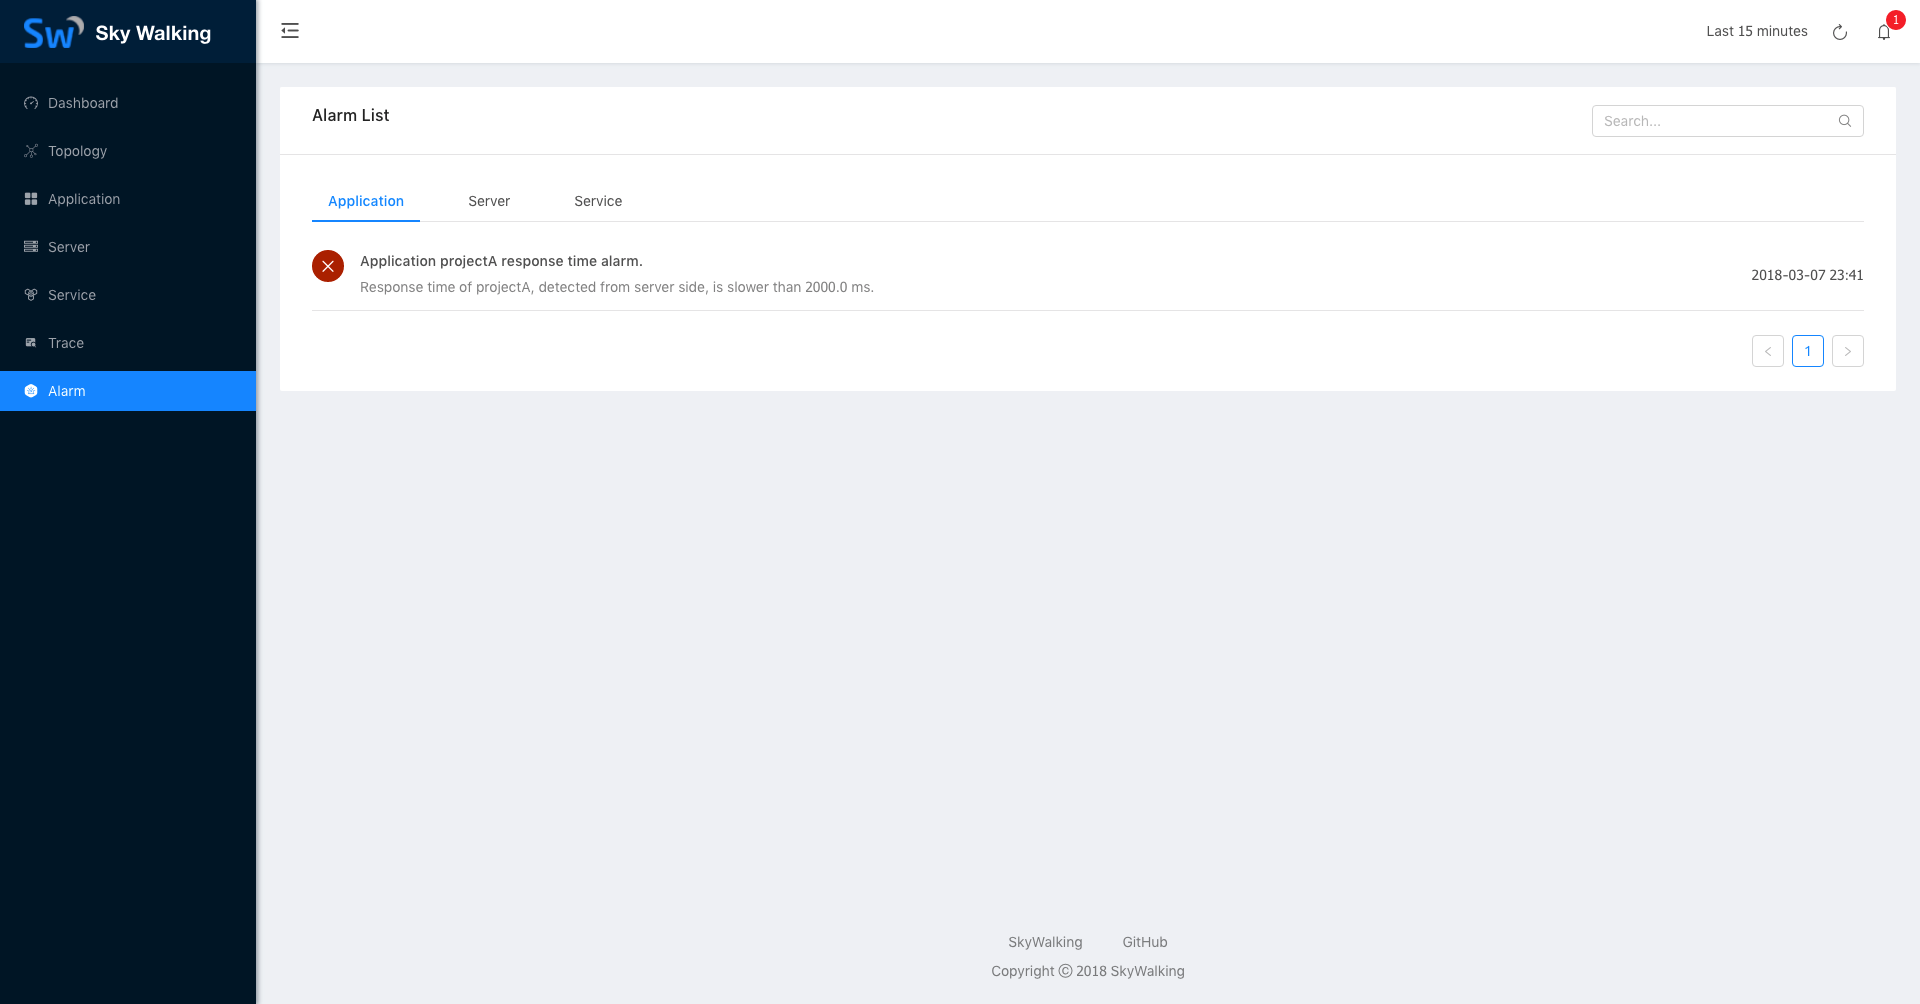 SW Sky Walking
Last 15 minutes
1
Dashboard
Topology
Application
Server
Service
Trace
Alarm
Alarm List
Search...
Application Server Service
Application projectA response time alarm.
Response time of projectA, detected from server side, is slower than 2000.0 ms.
2018-03-07 23:41
< 1 >
SkyWalking GitHub
Copyright © 2018 SkyWalking